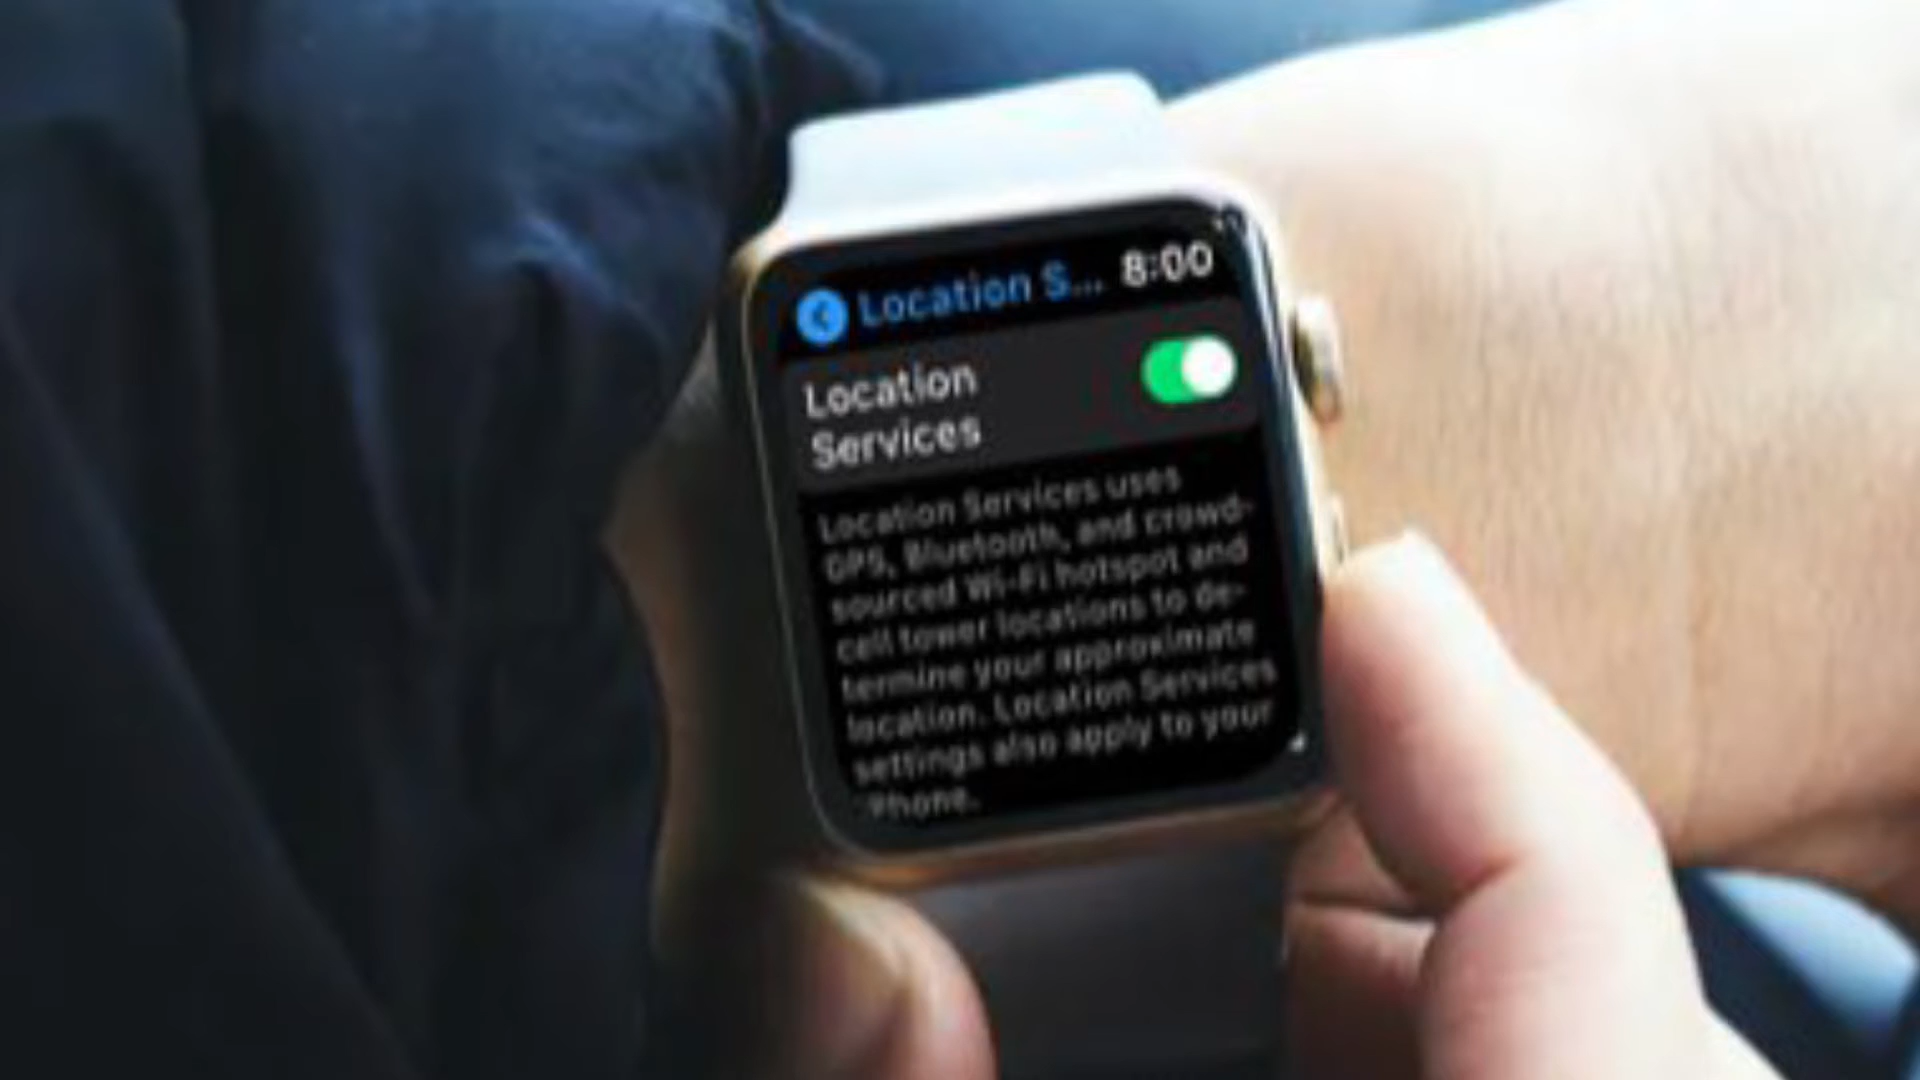 Location S... 8:00
Location
Services
Location Services uses
GPS, Bluetooth, and crowd-
sourced Wi-Fi hotspot and
cell tower locations to de-
termine your approximate
location. Location Services
settings also apply to your
Phone.